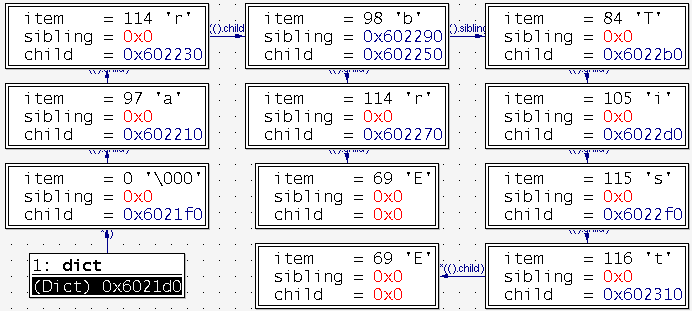 item = 114 'r'
sibling = 0x0
child = 0x602230
(().child
item = 98 'b'
sibling = 0x602290
child = 0x602250
().sibling
item = 84 'T'
sibling = 0x0
child = 0x6022b0
(().child)
item = 97 'a'
sibling = 0x0
child = 0x602210
(().child)
item = 114 'r'
sibling = 0x0
child = 0x602270
(().child)
item = 105 'i'
sibling = 0x0
child = 0x6022d0
(().child)
item = 0 '\000'
sibling = 0x0
child = 0x6021f0
(().child)
item = 69 'E'
sibling = 0x0
child = 0x0
(().child)
item = 115 's'
sibling = 0x0
child = 0x6022f0
*()
1: dict
(Dict) 0x6021d0
item = 69 'E'
sibling = 0x0
child = 0x0
*(().child)
(().child)
item = 116 't'
sibling = 0x0
child = 0x602310